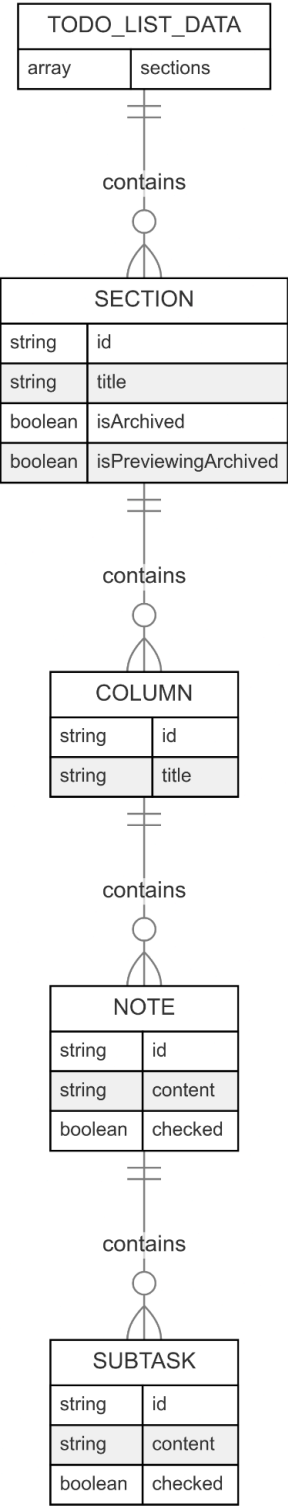 TODO_LIST_DATA
array sections
contains
SECTION
string id
string title
boolean isArchived
boolean isPreviewingArchived
contains
COLUMN
string id
string title
contains
NOTE
string id
string content
boolean checked
contains
SUBTASK
string id
string content
boolean checked